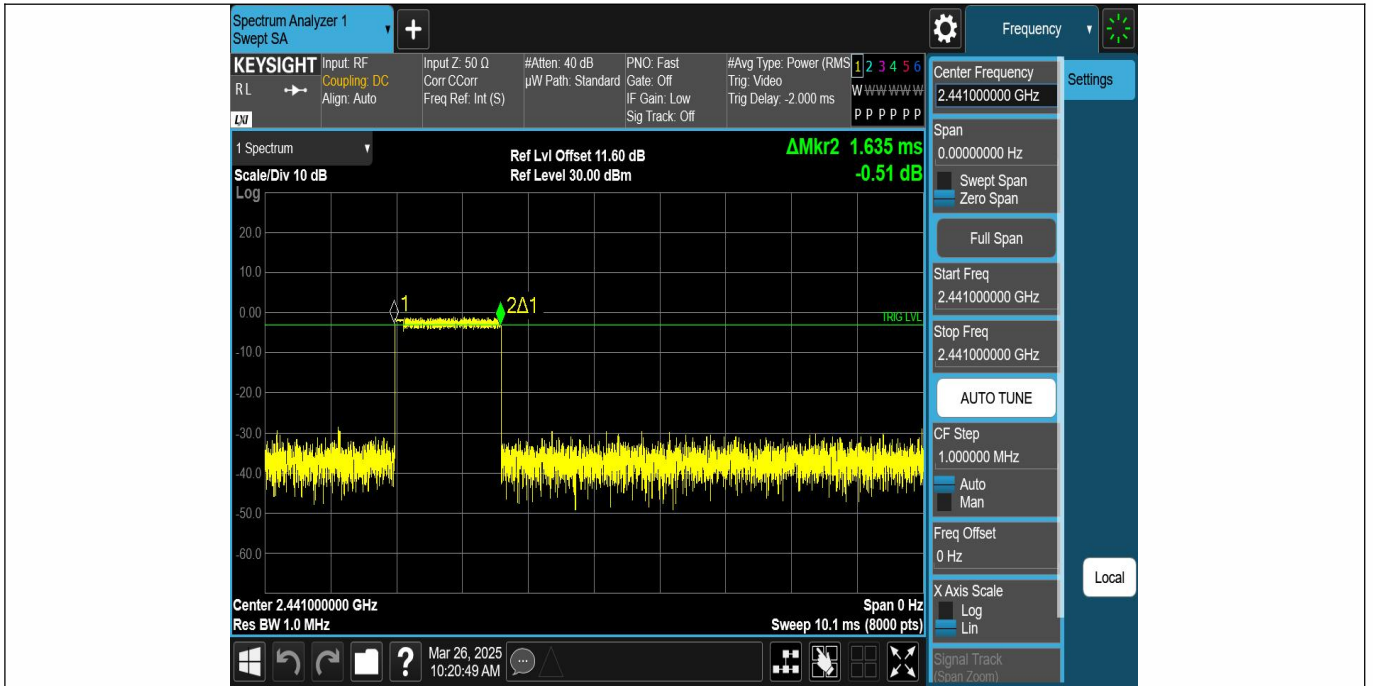 Spectrum Analyzer 1
Swept SA
+
Frequency
KEYSIGHT
RL
LXI
Input: RF
Coupling: DC
Align: Auto
Input Z: 50 Ω
Corr CCorr
Freq Ref: Int (S)
#Atten: 40 dB
µW Path: Standard
PNO: Fast
Gate: Off
IF Gain: Low
Sig Track: Off
#Avg Type: Power (RMS
Trig: Video
Trig Delay: -2.000 ms
1 2 3 4 5 6
W W W W W W
P P P P P P
1 Spectrum
Scale/Div 10 dB
Log
Ref Lvl Offset 11.60 dB
Ref Level 30.00 dBm
ΔMkr2 1.635 ms
-0.51 dB
20.0
10.0
0.00
-10.0
-20.0
-30.0
-40.0
-50.0
-60.0
1
2Δ1
TRIG LVL
Center 2.441000000 GHz
Res BW 1.0 MHz
Span 0 Hz
Sweep 10.1 ms (8000 pts)
?
Mar 26, 2025
10:20:49 AM
Center Frequency
2.441000000 GHz
Settings
Span
0.00000000 Hz
Swept Span
Zero Span
Full Span
Start Freq
2.441000000 GHz
Stop Freq
2.441000000 GHz
AUTO TUNE
CF Step
1.000000 MHz
Auto
Man
Freq Offset
0 Hz
X Axis Scale
Log
Lin
Local
Signal Track
(Span Zoom)